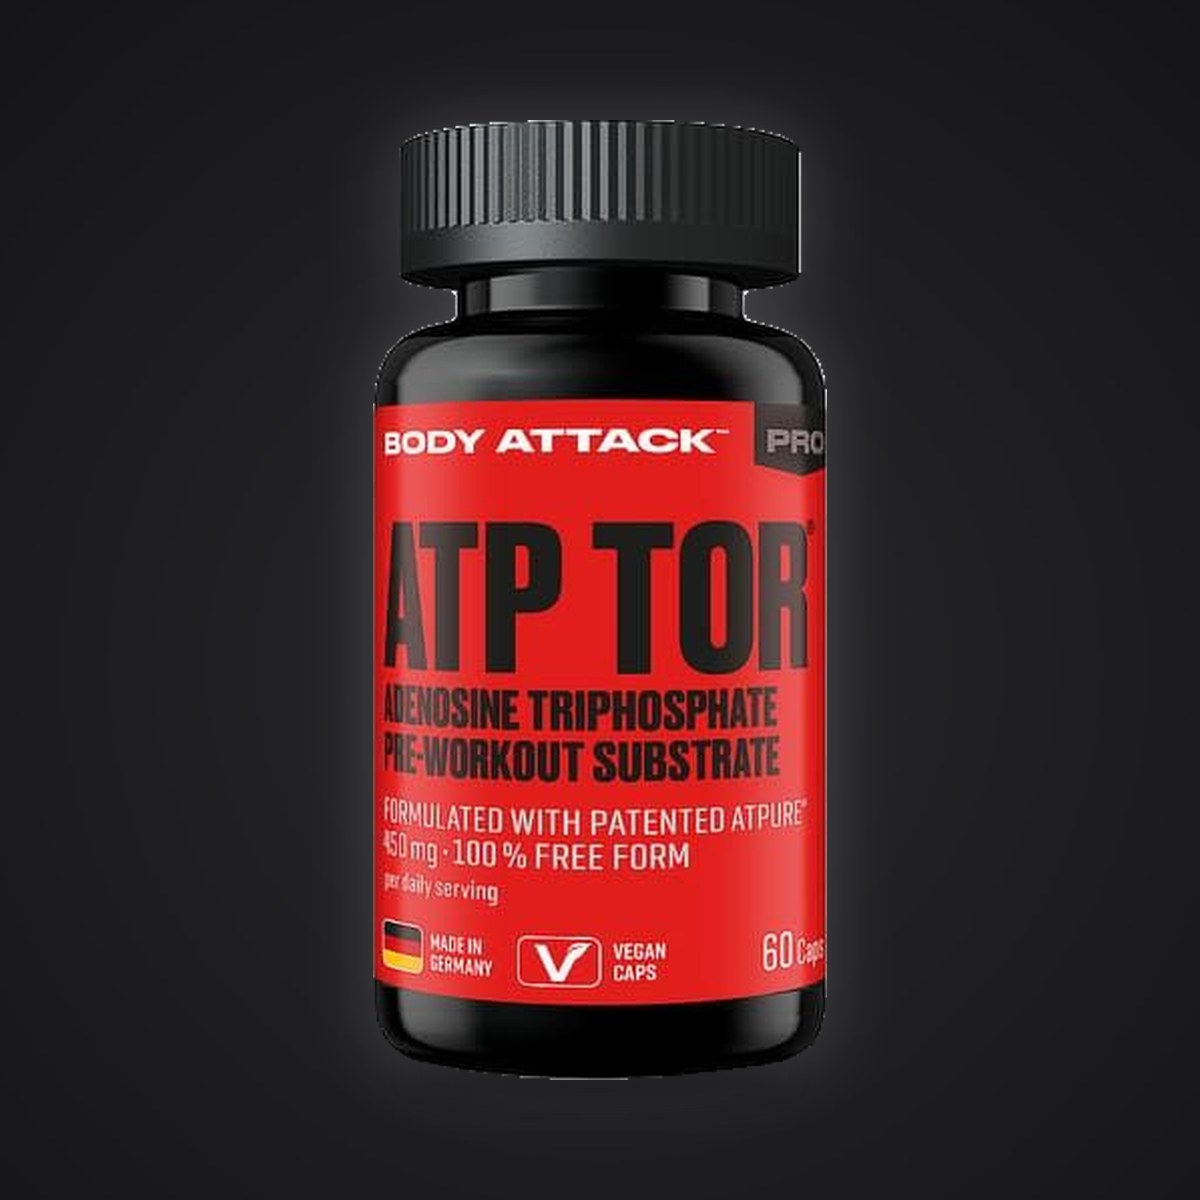 BODY ATTACK™
PRO
ATP TOR®
ADENOSINE TRIPHOSPHATE
PRE-WORKOUT SUBSTRATE
FORMULATED WITH PATENTED ATPURE™
450 mg · 100 % FREE FORM
per daily serving
MADE IN
GERMANY
V
VEGAN
CAPS
60 Caps